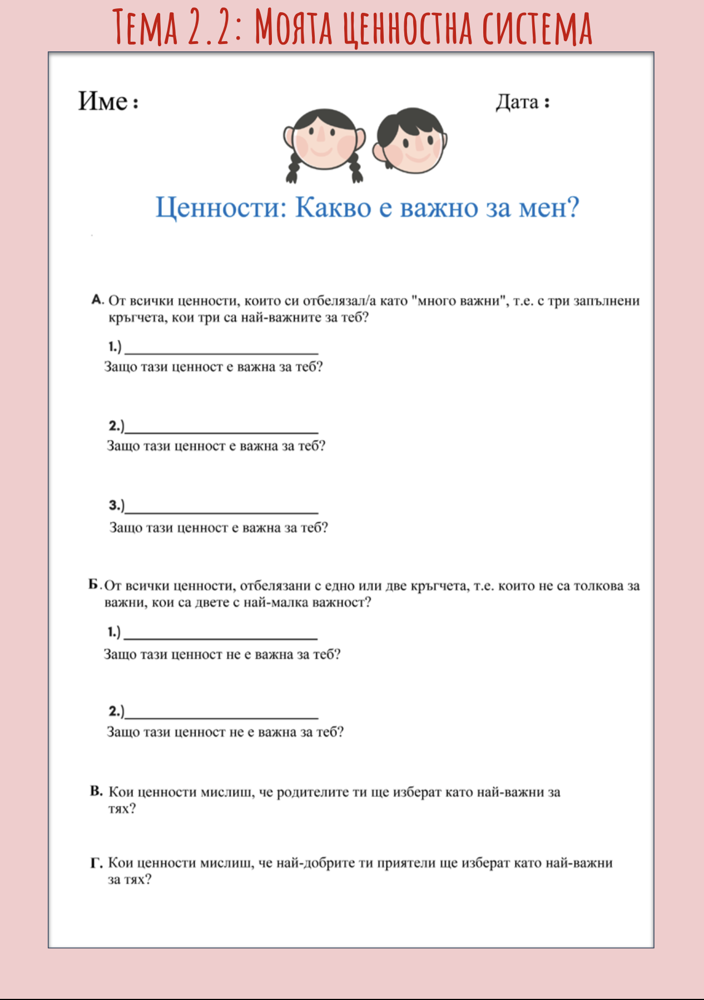 Тема 2.2: Моята ценностна система
Име :
Дата :
Ценности: Какво е важно за мен?
А. От всички ценности, които си отбелязал/а като "много важни", т.е. с три запълнени
кръгчета, кои три са най-важните за теб?
1.) ____________________
Защо тази ценност е важна за теб?
2.)____________________
Защо тази ценност е важна за теб?
3.)____________________
Защо тази ценност е важна за теб?
Б. От всички ценности, отбелязани с едно или две кръгчета, т.е. които не са толкова за
важни, кои са двете с най-малка важност?
1.) ____________________
Защо тази ценност не е важна за теб?
2.)____________________
Защо тази ценност не е важна за теб?
В. Кои ценности мислиш, че родителите ти ще изберат като най-важни за
тях?
Г. Кои ценности мислиш, че най-добрите ти приятели ще изберат като най-важни
за тях?